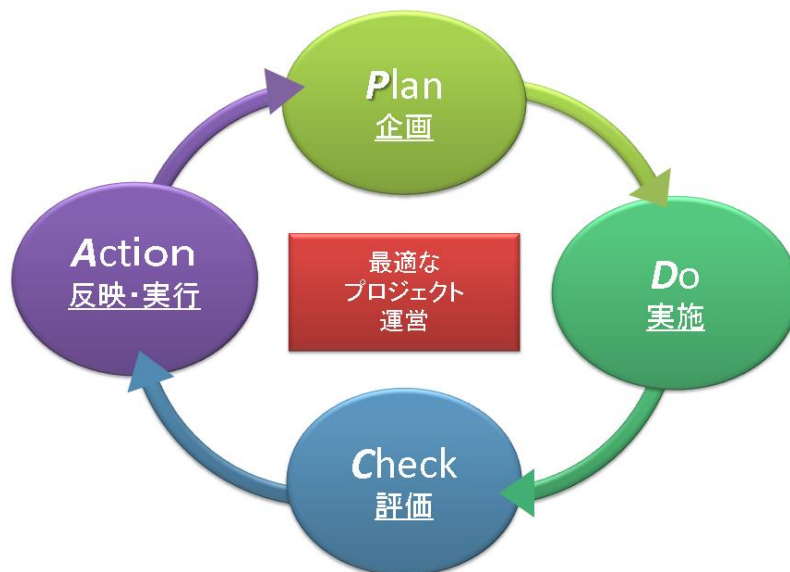 Plan
企画
Do
実施
Check
評価
Action
反映・実行
最適な
プロジェクト
運営